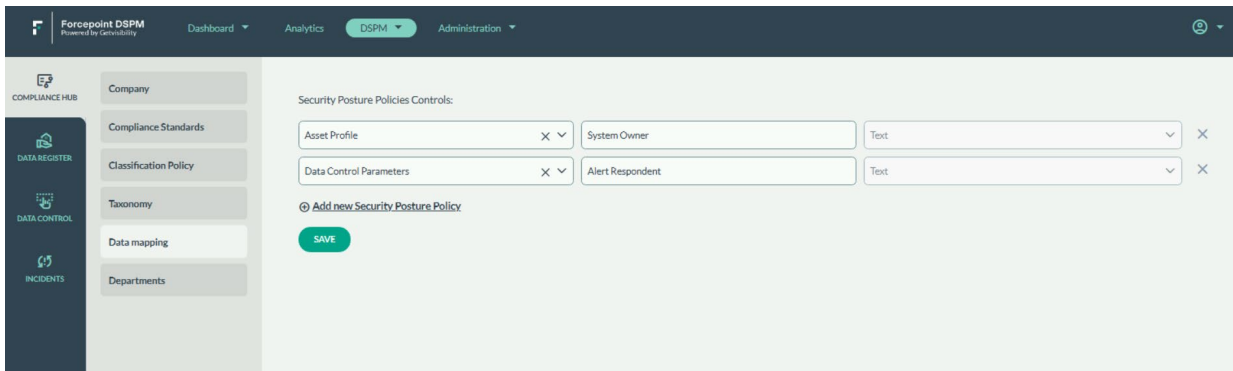 Forcepoint DSPM
Powered by Getvisibility
Dashboard
Analytics
DSPM
Administration
COMPLIANCE HUB
DATA REGISTER
DATA CONTROL
INCIDENTS
Company
Compliance Standards
Classification Policy
Taxonomy
Data mapping
Departments
Security Posture Policies Controls:
Asset Profile
System Owner
Text
Data Control Parameters
Alert Respondent
Text
Add new Security Posture Policy
SAVE